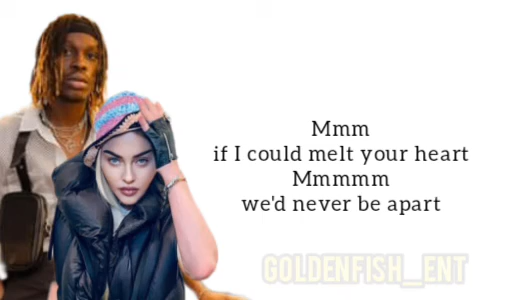 Mmm
if I could melt your heart
Mmmmm
we'd never be apart
GOLDENFISH_ENT